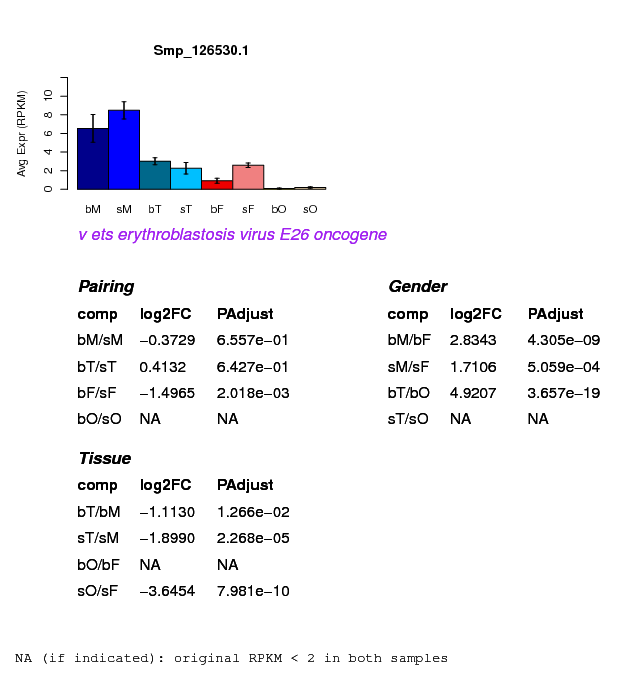 Smp_126530.1
Avg Expr (RPKM)
0 2 4 6 8 10
bM sM bT sT bF sF bO sO
v ets erythroblastosis virus E26 oncogene
Pairing
comp log2FC PAdjust
bM/sM −0.3729 6.557e−01
bT/sT 0.4132 6.427e−01
bF/sF −1.4965 2.018e−03
bO/sO NA NA
Gender
comp log2FC PAdjust
bM/bF 2.8343 4.305e−09
sM/sF 1.7106 5.059e−04
bT/bO 4.9207 3.657e−19
sT/sO NA NA
Tissue
comp log2FC PAdjust
bT/bM −1.1130 1.266e−02
sT/sM −1.8990 2.268e−05
bO/bF NA NA
sO/sF −3.6454 7.981e−10
NA (if indicated): original RPKM < 2 in both samples